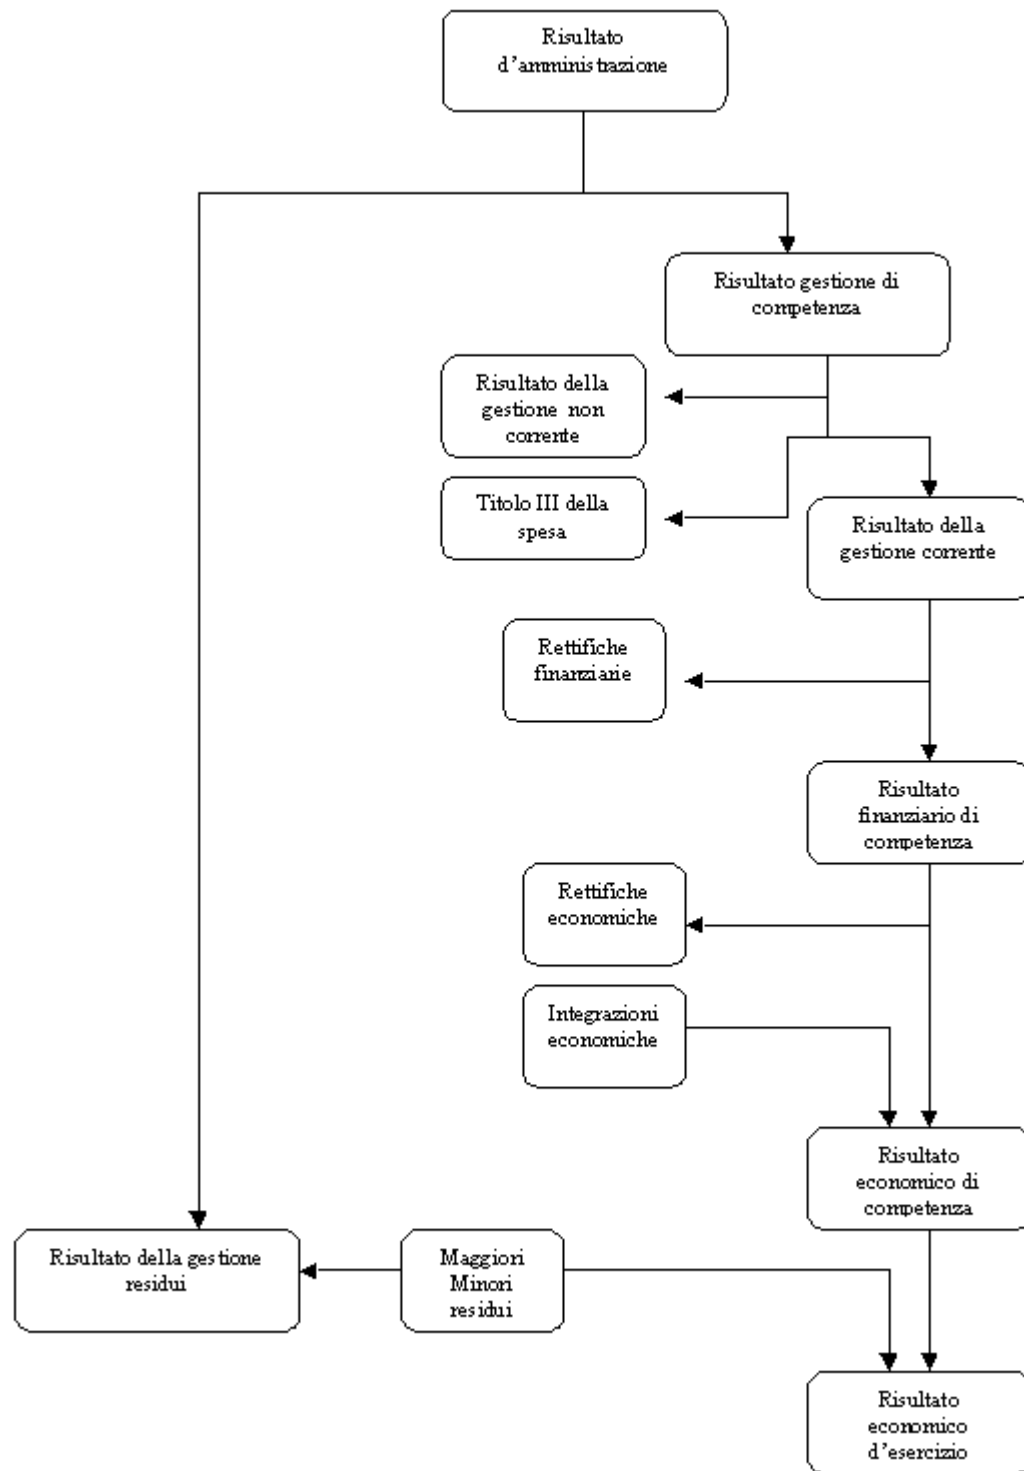 Risultato
d'amministrazione
Risultato gestione di
competenza
Risultato della
gestione non
corrente
Titolo III della
spesa
Risultato della
gestione corrente
Rettifiche
finanziarie
Risultato
finanziario di
competenza
Rettifiche
economiche
Integrazioni
economiche
Risultato
economico di
competenza
Risultato della gestione
residui
Maggiori
Minori
residui
Risultato
economico
d'esercizio